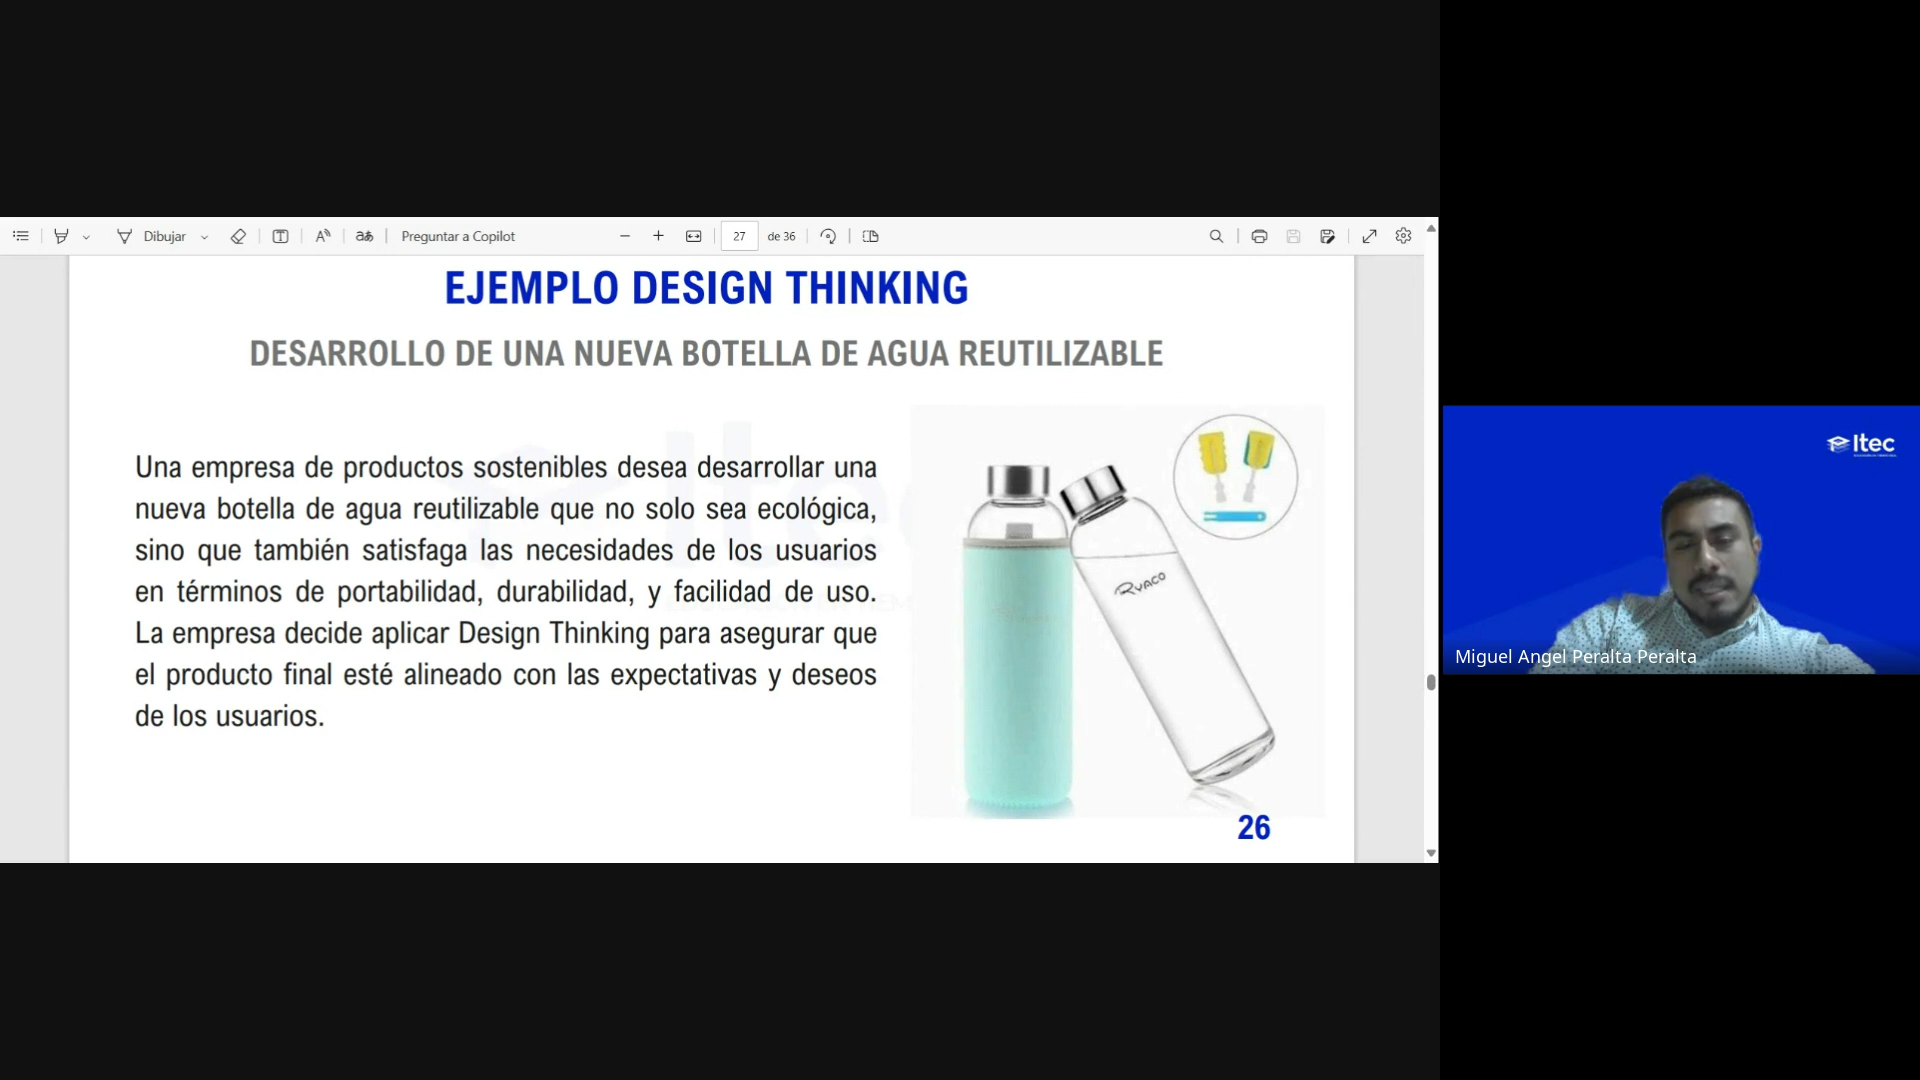 Dibujar
Preguntar a Copilot
27 de 36
EJEMPLO DESIGN THINKING
DESARROLLO DE UNA NUEVA BOTELLA DE AGUA REUTILIZABLE
Una empresa de productos sostenibles desea desarrollar una
nueva botella de agua reutilizable que no solo sea ecológica,
sino que también satisfaga las necesidades de los usuarios
en términos de portabilidad, durabilidad, y facilidad de uso.
La empresa decide aplicar Design Thinking para asegurar que
el producto final esté alineado con las expectativas y deseos
de los usuarios.
RYACO
26
Itec
Miguel Angel Peralta Peralta